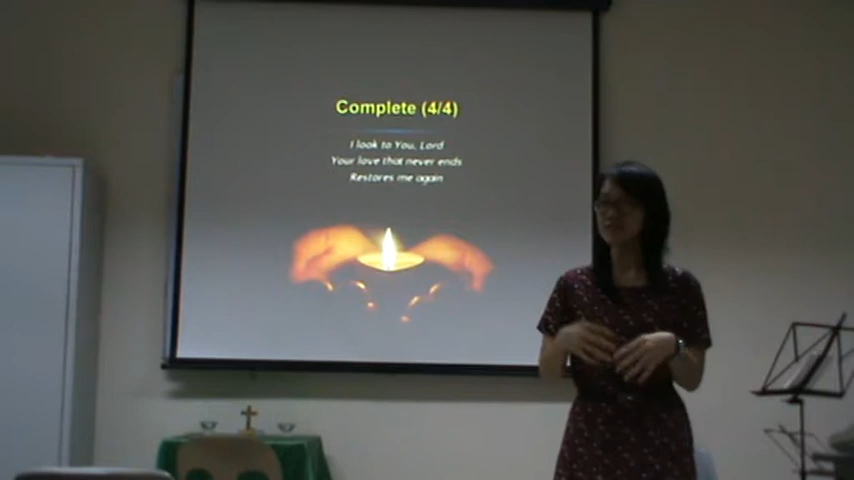 Complete (4/4)
I look to You, Lord
Your love that never ends
Restores me again